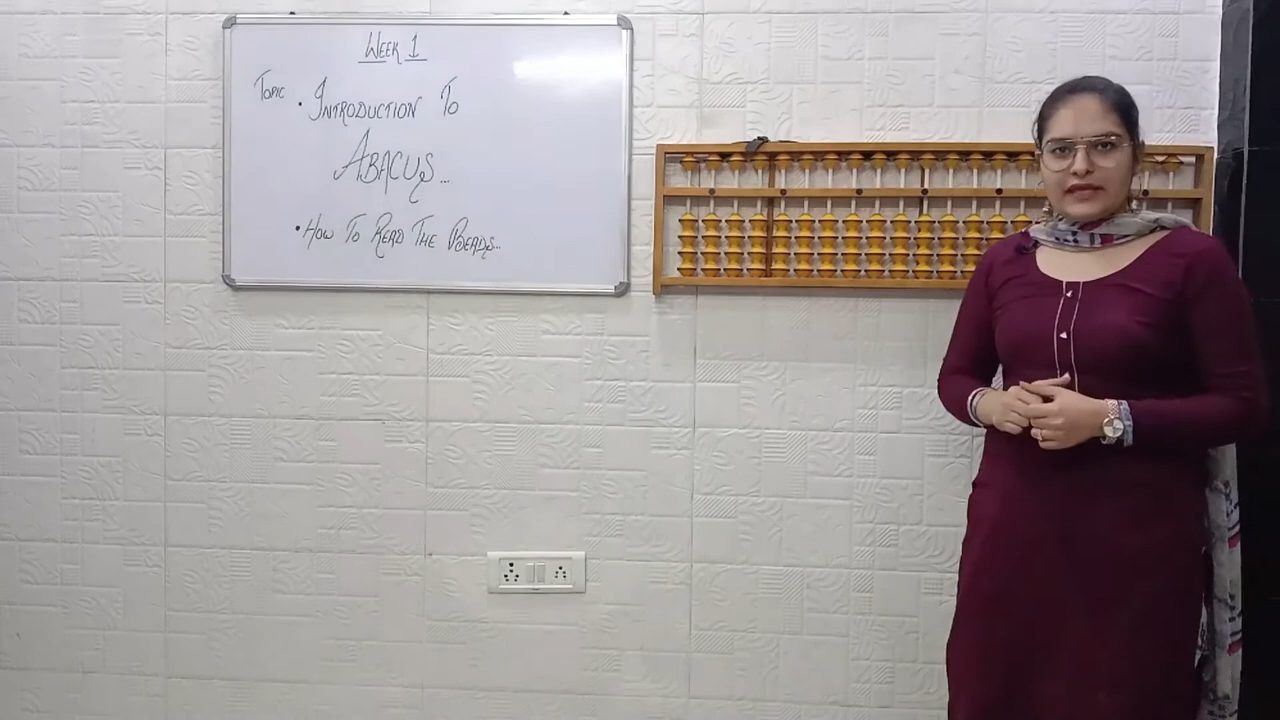 WEEK 1
TOPIC • INTRODUCTION TO
ABACUS...
• HOW TO READ THE BEADS...